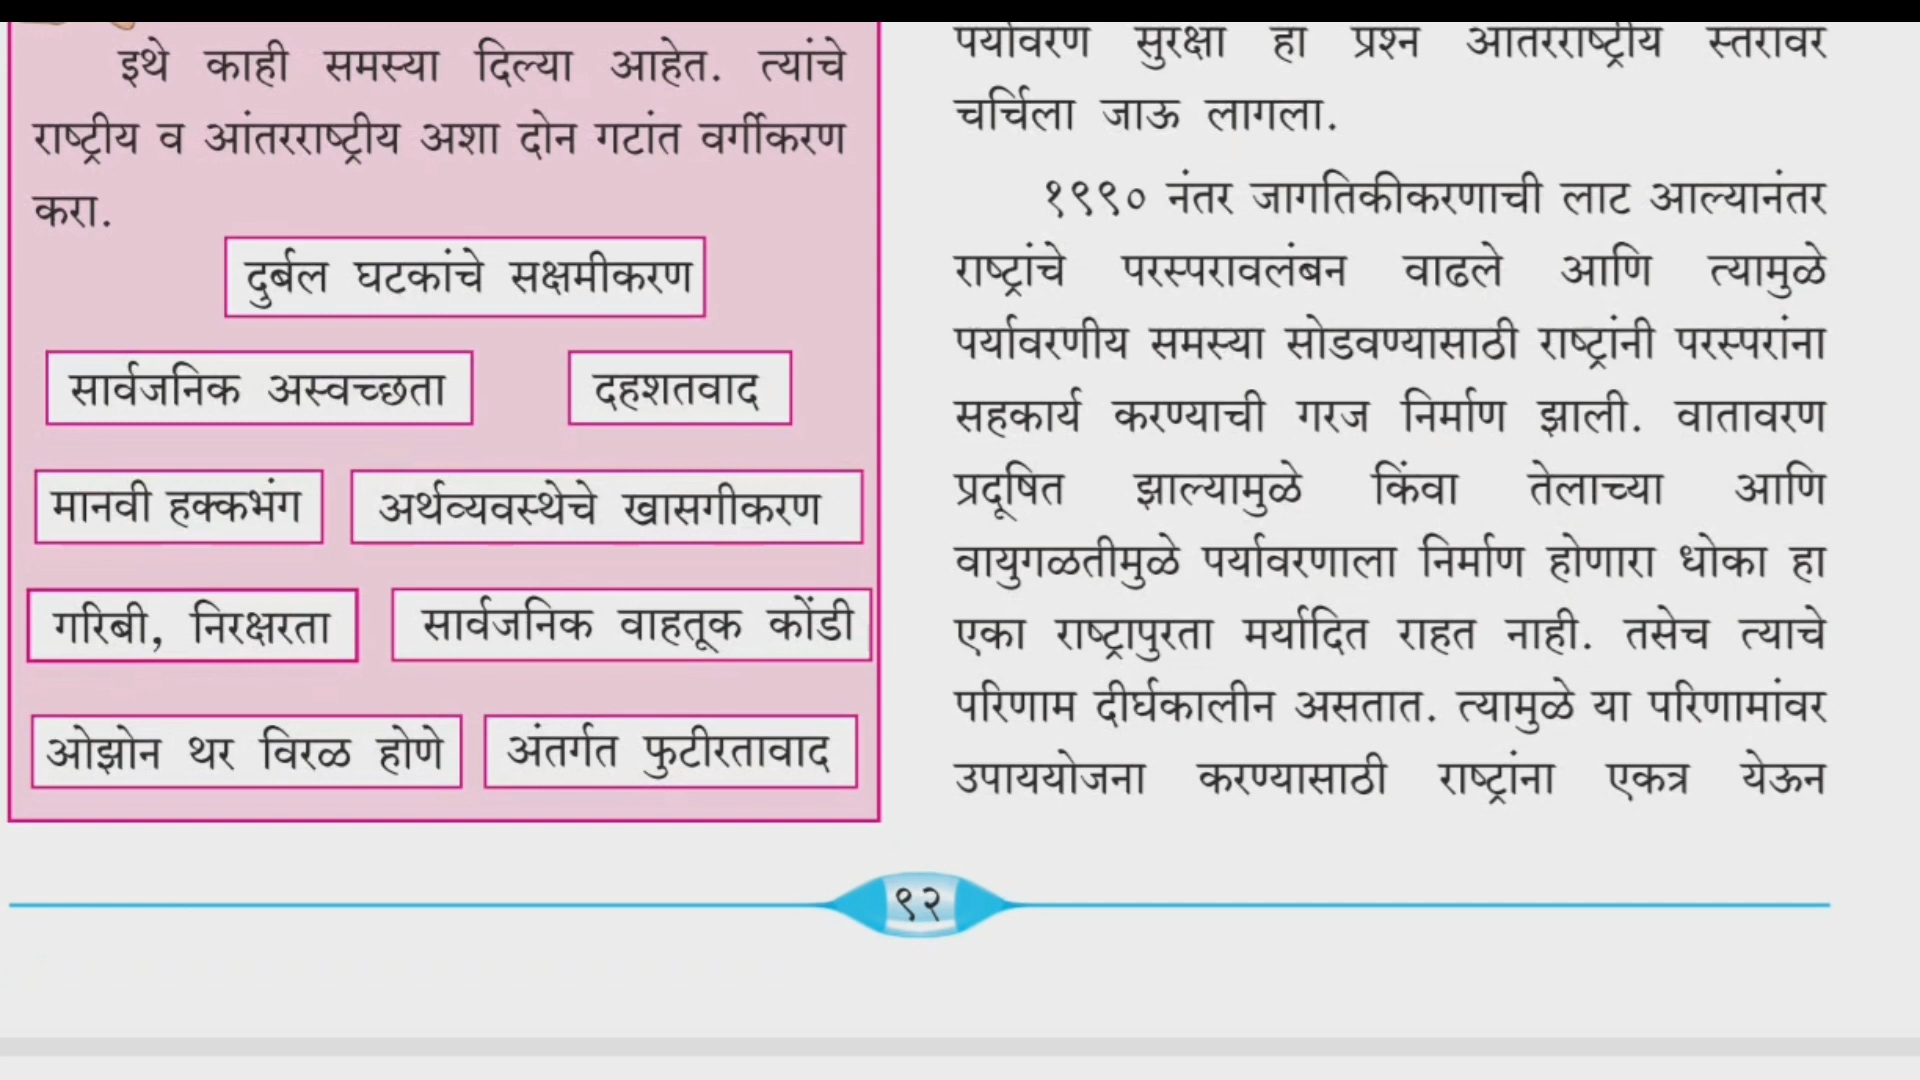 इथे काही समस्या दिल्या आहेत. त्यांचे
राष्ट्रीय व आंतरराष्ट्रीय अशा दोन गटांत वर्गीकरण
करा.
दुर्बल घटकांचे सक्षमीकरण
सार्वजनिक अस्वच्छता
दहशतवाद
मानवी हक्कभंग
अर्थव्यवस्थेचे खासगीकरण
गरिबी, निरक्षरता
सार्वजनिक वाहतूक कोंडी
ओझोन थर विरळ होणे
अंतर्गत फुटीरतावाद
पर्यावरण सुरक्षा हा प्रश्न आंतरराष्ट्रीय स्तरावर
चर्चिला जाऊ लागला.
१९९० नंतर जागतिकीकरणाची लाट आल्यानंतर
राष्ट्रांचे परस्परावलंबन वाढले आणि त्यामुळे
पर्यावरणीय समस्या सोडवण्यासाठी राष्ट्रांनी परस्परांना
सहकार्य करण्याची गरज निर्माण झाली. वातावरण
प्रदूषित झाल्यामुळे किंवा तेलाच्या आणि
वायुगळतीमुळे पर्यावरणाला निर्माण होणारा धोका हा
एका राष्ट्रापुरता मर्यादित राहत नाही. तसेच त्याचे
परिणाम दीर्घकालीन असतात. त्यामुळे या परिणामांवर
उपाययोजना करण्यासाठी राष्ट्रांना एकत्र येऊन
९२